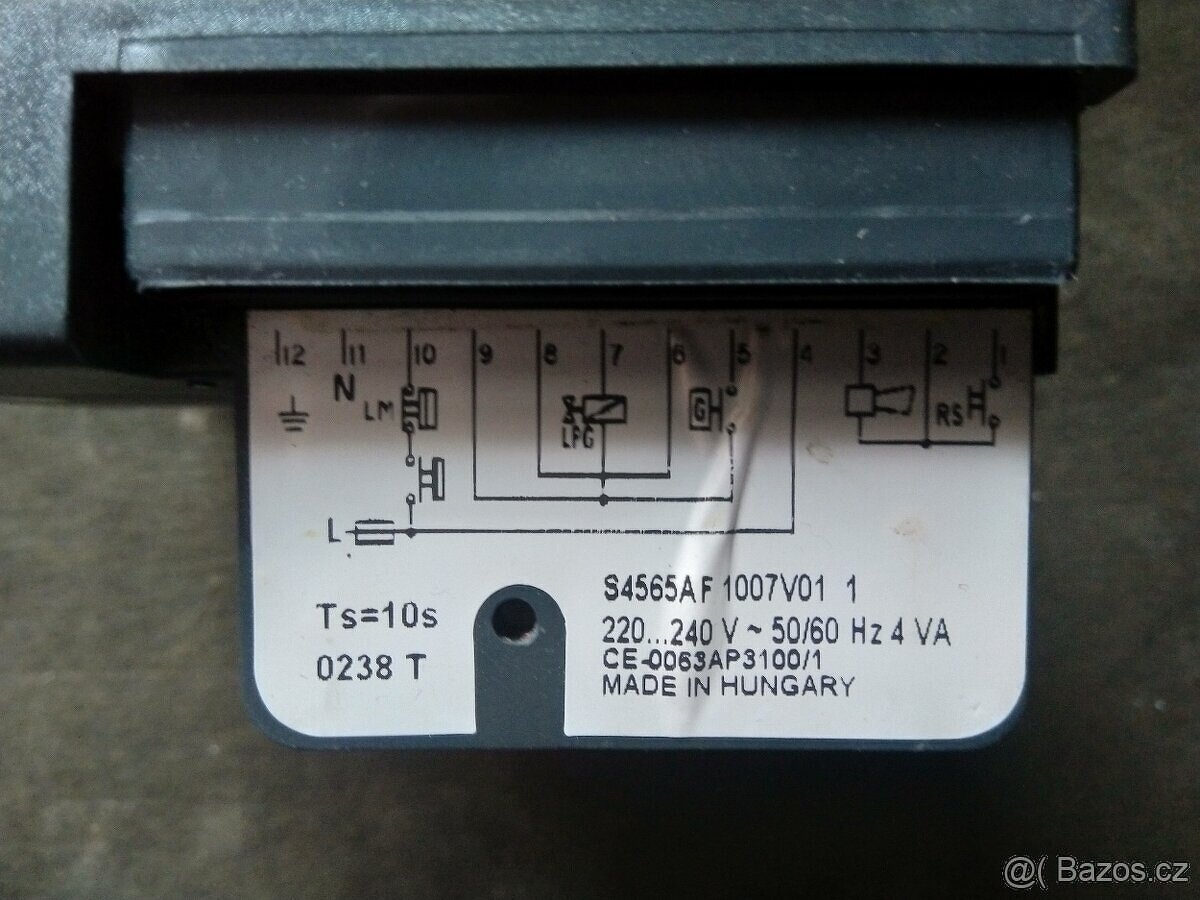 12 11 10 9 8 7 6 5 4 3 2 1
N
LM G RS
LPG
L
Ts=10s
0238 T
S4565AF 1007V01 1
220...240 V ~ 50/60 Hz 4 VA
CE-0063AP3100/1
MADE IN HUNGARY
@( Bazos.cz